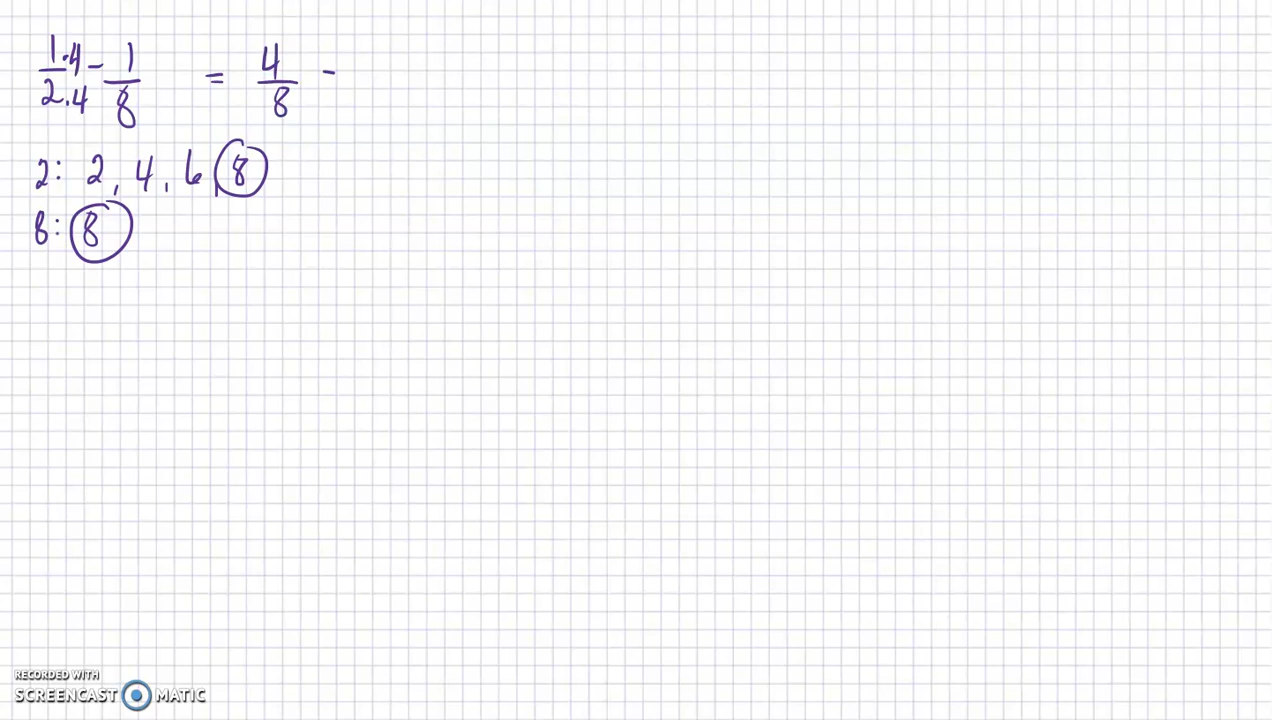 1·4/2·4 − 1/8 = 4/8 −
2: 2, 4, 6, 8
8: 8
RECORDED WITH
SCREENCAST MATIC